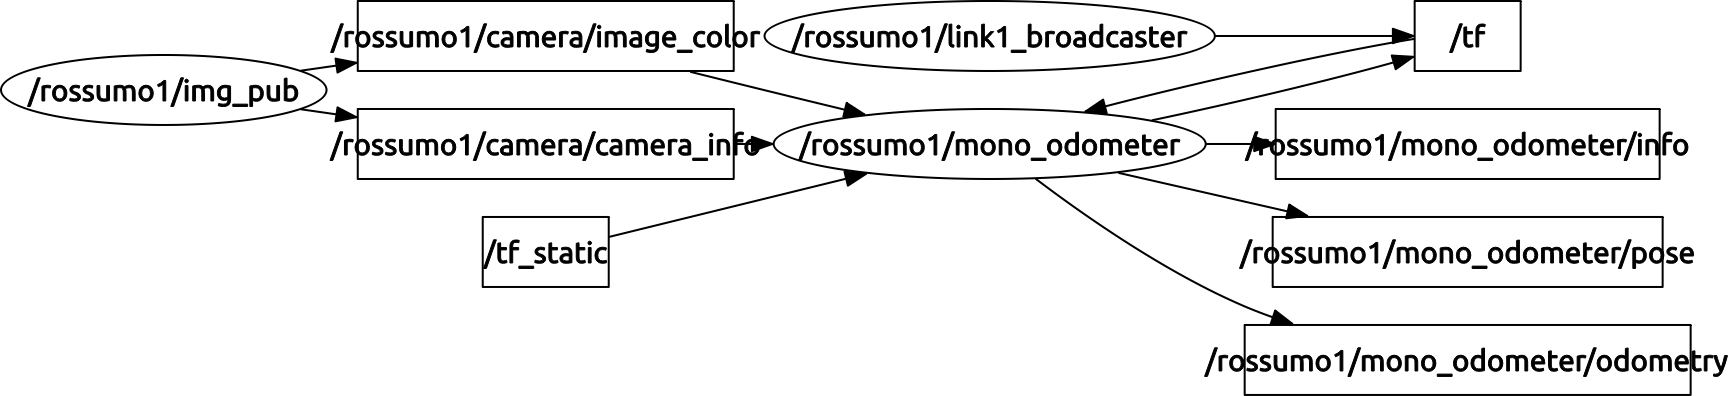 /rossumo1/camera/image_color
/rossumo1/link1_broadcaster
/tf
/rossumo1/img_pub
/rossumo1/camera/camera_info
/rossumo1/mono_odometer
/rossumo1/mono_odometer/info
/tf_static
/rossumo1/mono_odometer/pose
/rossumo1/mono_odometer/odometry